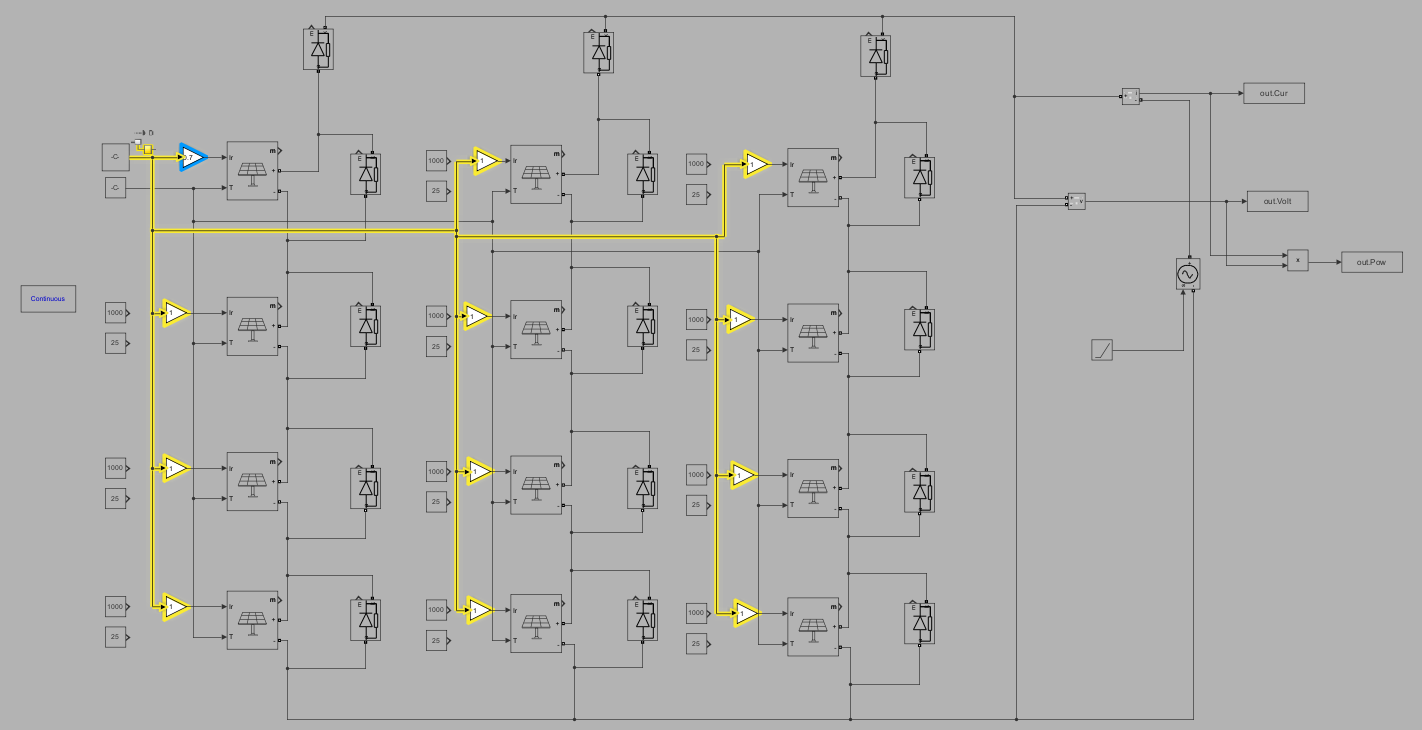 E
E
E
out.Cur
-C-
0.7
Ir
m
+
T
-
E
-C-
1000
1
Ir
m
+
T
-
E
25
1000
1
Ir
m
+
T
-
E
25
out.Volt
+
-
v
x
out.Pow
Continuous
1000
1
Ir
m
+
T
-
E
25
1000
1
Ir
m
+
T
-
E
25
1000
1
Ir
m
+
T
-
E
25
1000
1
Ir
m
+
T
-
E
25
1000
1
Ir
m
+
T
-
E
25
1000
1
Ir
m
+
T
-
E
25
1000
1
Ir
m
+
T
-
E
25
1000
1
Ir
m
+
T
-
E
25
1000
1
Ir
m
+
T
-
E
25